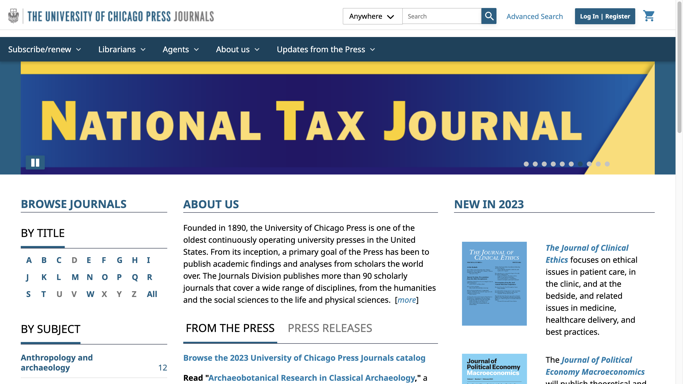 THE UNIVERSITY OF CHICAGO PRESS JOURNALS
Anywhere
Search
Advanced Search
Log In | Register
Subscribe/renew
Librarians
Agents
About us
Updates from the Press
NATIONAL TAX JOURNAL
BROWSE JOURNALS
BY TITLE
A B C D E F G H I
J K L M N O P Q R
S T U V W X Y Z All
BY SUBJECT
Anthropology and
archaeology 12
ABOUT US
Founded in 1890, the University of Chicago Press is one of the
oldest continuously operating university presses in the United
States. From its inception, a primary goal of the Press has been to
publish academic findings and analyses from scholars the world
over. The Journals Division publishes more than 90 scholarly
journals that cover a wide range of disciplines, from the humanities
and the social sciences to the life and physical sciences. [more]
FROM THE PRESS PRESS RELEASES
Browse the 2023 University of Chicago Press Journals catalog
Read "Archaeobotanical Research in Classical Archaeology," a
NEW IN 2023
THE JOURNAL OF
CLINICAL ETHICS
The Journal of Clinical
Ethics focuses on ethical
issues in patient care, in
the clinic, and at the
bedside, and related
issues in medicine,
healthcare delivery, and
best practices.
Journal of
Political Economy
Macroeconomics
The Journal of Political
Economy Macroeconomics
will publish theoretical and